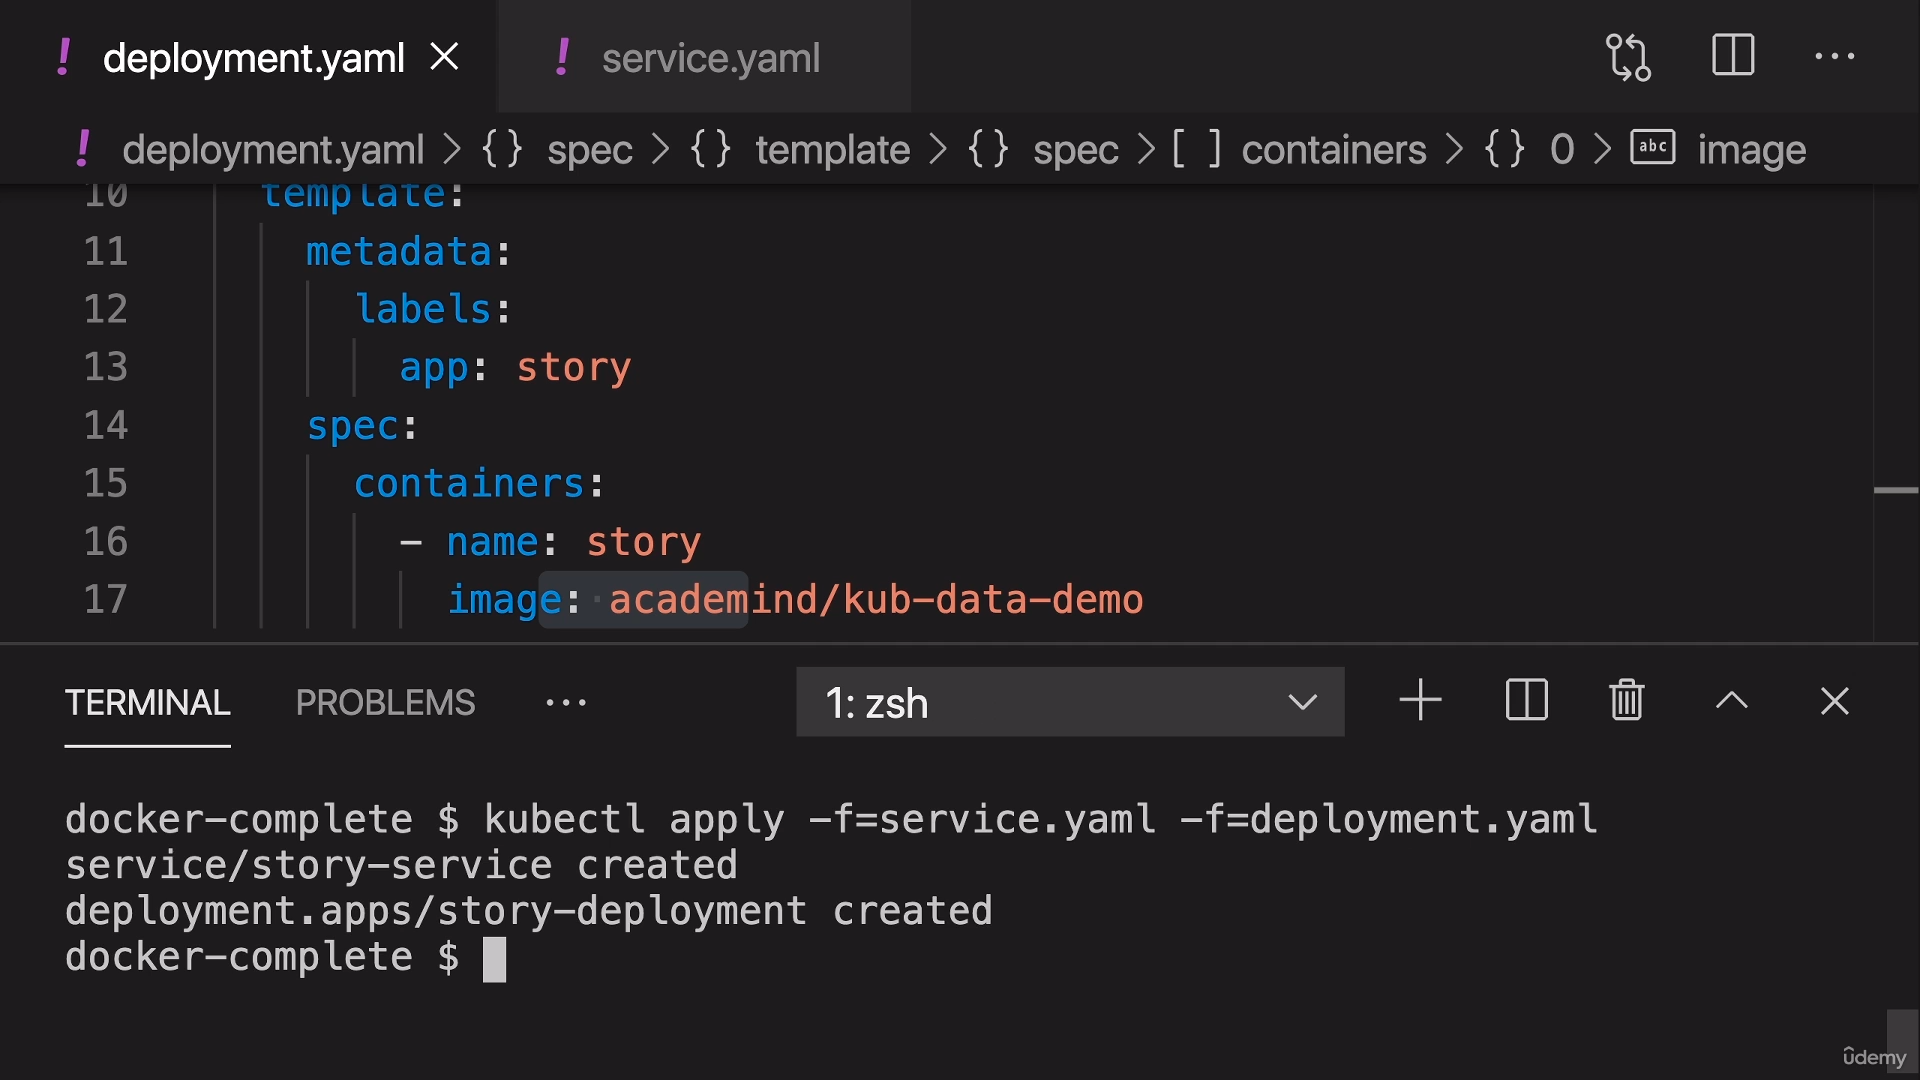 ! deployment.yaml ! service.yaml
! deployment.yaml > {} spec > {} template > {} spec > [ ] containers > {} 0 > abc image
10 template:
11 metadata:
12 labels:
13 app: story
14 spec:
15 containers:
16 - name: story
17 image: academind/kub-data-demo
TERMINAL PROBLEMS ··· 1: zsh
docker-complete $ kubectl apply -f=service.yaml -f=deployment.yaml
service/story-service created
deployment.apps/story-deployment created
docker-complete $
ûdemy